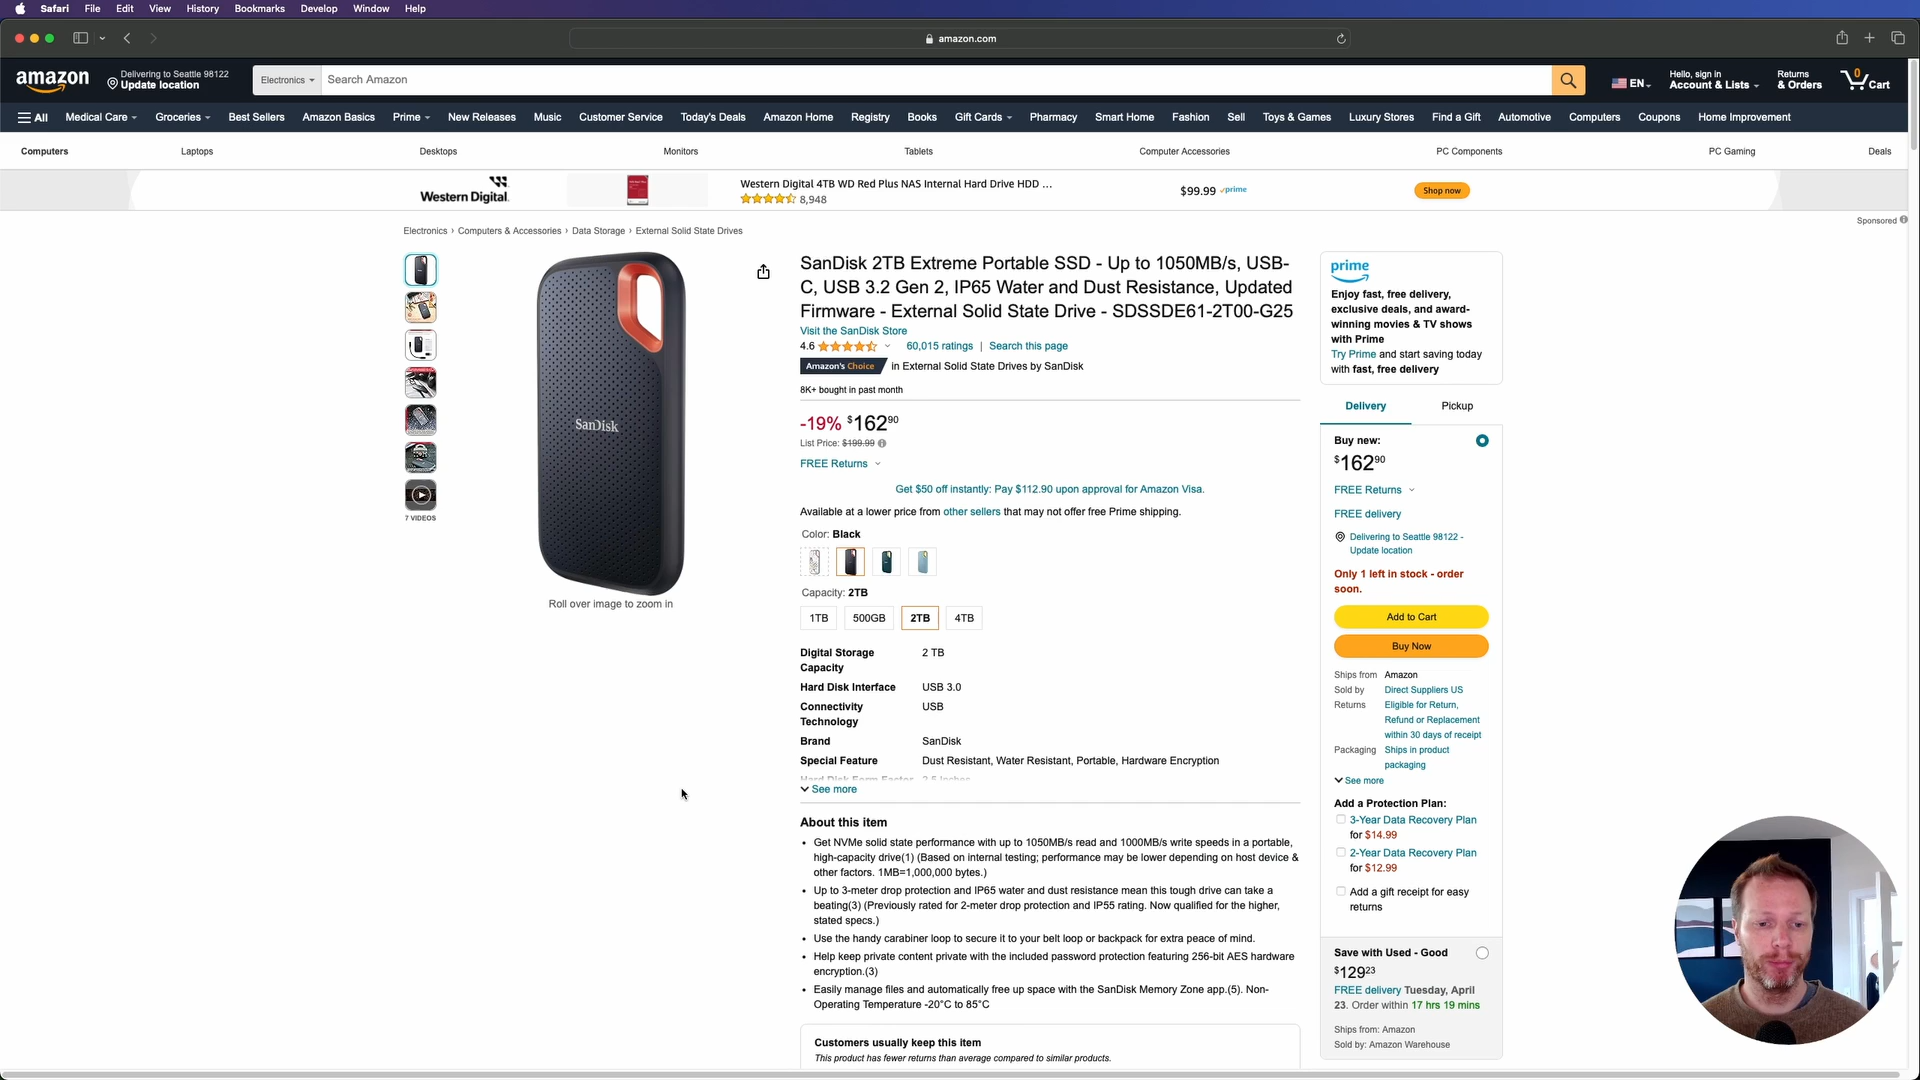 Safari File Edit View History Bookmarks Develop Window Help
amazon.com
amazon
Delivering to Seattle 98122
Update location
Electronics
Search Amazon
EN
Hello, sign in
Account & Lists
Returns
& Orders
0
Cart
All Medical Care Groceries Best Sellers Amazon Basics Prime New Releases Music Customer Service Today's Deals Amazon Home Registry Books Gift Cards Pharmacy Smart Home Fashion Sell Toys & Games Luxury Stores Find a Gift Automotive Computers Coupons Home Improvement
Computers Laptops Desktops Monitors Tablets Computer Accessories PC Components PC Gaming Deals
Western Digital.
Western Digital 4TB WD Red Plus NAS Internal Hard Drive HDD ...
8,948
$99.99 prime
Shop now
Sponsored
Electronics › Computers & Accessories › Data Storage › External Solid State Drives
SanDisk
Roll over image to zoom in
7 VIDEOS
SanDisk 2TB Extreme Portable SSD - Up to 1050MB/s, USB-
C, USB 3.2 Gen 2, IP65 Water and Dust Resistance, Updated
Firmware - External Solid State Drive - SDSSDE61-2T00-G25
Visit the SanDisk Store
4.6 60,015 ratings | Search this page
Amazon's Choice in External Solid State Drives by SanDisk
8K+ bought in past month
-19% $162 90
List Price: $199.99
FREE Returns
Get $50 off instantly: Pay $112.90 upon approval for Amazon Visa.
Available at a lower price from other sellers that may not offer free Prime shipping.
Color: Black
Capacity: 2TB
1TB 500GB 2TB 4TB
Digital Storage
Capacity
2 TB
Hard Disk Interface USB 3.0
Connectivity
Technology
USB
Brand SanDisk
Special Feature Dust Resistant, Water Resistant, Portable, Hardware Encryption
Hard Disk Form Factor 2.5 Inches
See more
About this item
• Get NVMe solid state performance with up to 1050MB/s read and 1000MB/s write speeds in a portable,
high-capacity drive(1) (Based on internal testing; performance may be lower depending on host device &
other factors. 1MB=1,000,000 bytes.)
• Up to 3-meter drop protection and IP65 water and dust resistance mean this tough drive can take a
beating(3) (Previously rated for 2-meter drop protection and IP55 rating. Now qualified for the higher,
stated specs.)
• Use the handy carabiner loop to secure it to your belt loop or backpack for extra peace of mind.
• Help keep private content private with the included password protection featuring 256-bit AES hardware
encryption.(3)
• Easily manage files and automatically free up space with the SanDisk Memory Zone app.(5). Non-
Operating Temperature -20°C to 85°C
Customers usually keep this item
This product has fewer returns than average compared to similar products.
prime
Enjoy fast, free delivery,
exclusive deals, and award-
winning movies & TV shows
with Prime
Try Prime and start saving today
with fast, free delivery
Delivery Pickup
Buy new:
$162 90
FREE Returns
FREE delivery
Delivering to Seattle 98122 -
Update location
Only 1 left in stock - order
soon.
Add to Cart
Buy Now
Ships from Amazon
Sold by Direct Suppliers US
Returns Eligible for Return,
Refund or Replacement
within 30 days of receipt
Packaging Ships in product
packaging
See more
Add a Protection Plan:
3-Year Data Recovery Plan
for $14.99
2-Year Data Recovery Plan
for $12.99
Add a gift receipt for easy
returns
Save with Used - Good
$129 23
FREE delivery Tuesday, April
23. Order within 17 hrs 19 mins
Ships from: Amazon
Sold by: Amazon Warehouse